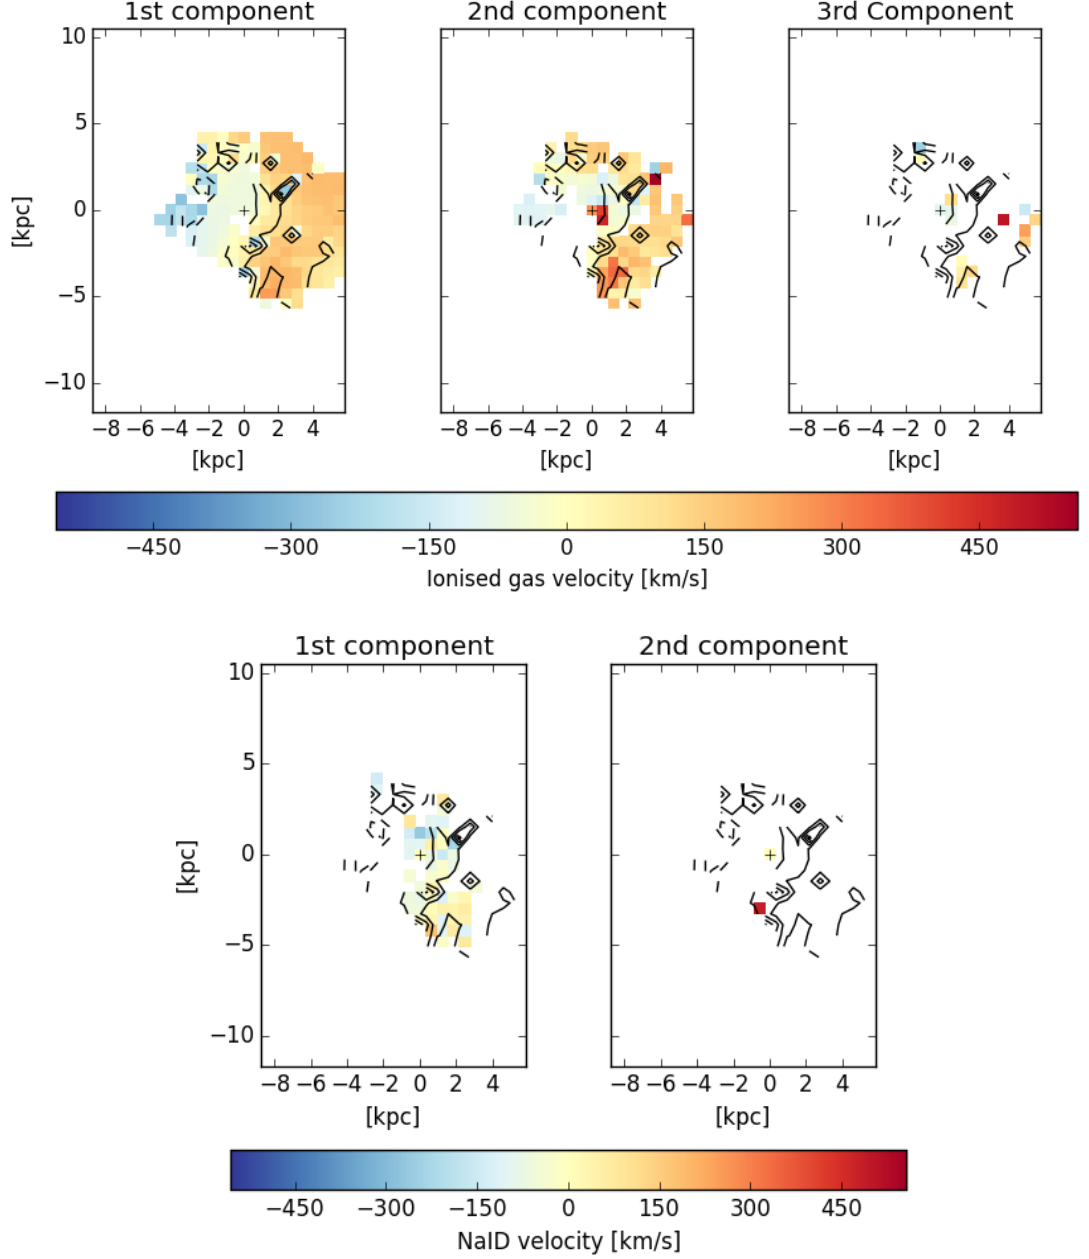 1st component 2nd component 3rd Component
10
5
0
−5
−10
[kpc]
−8 −6 −4 −2 0 2 4 −8 −6 −4 −2 0 2 4 −8 −6 −4 −2 0 2 4
[kpc] [kpc] [kpc]
−450 −300 −150 0 150 300 450
Ionised gas velocity [km/s]
1st component 2nd component
10
5
0
−5
−10
[kpc]
−8 −6 −4 −2 0 2 4 −8 −6 −4 −2 0 2 4
[kpc] [kpc]
−450 −300 −150 0 150 300 450
NaID velocity [km/s]